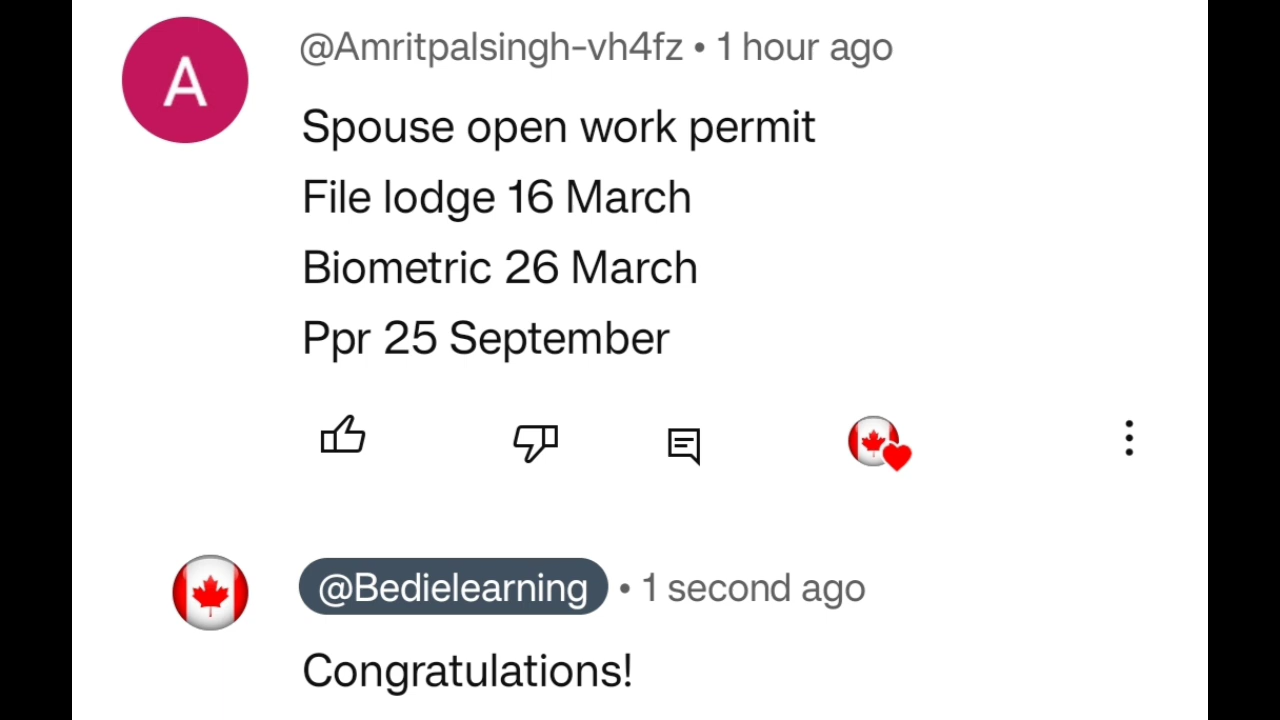 A
@Amritpalsingh-vh4fz • 1 hour ago
Spouse open work permit
File lodge 16 March
Biometric 26 March
Ppr 25 September
@Bedielearning • 1 second ago
Congratulations!